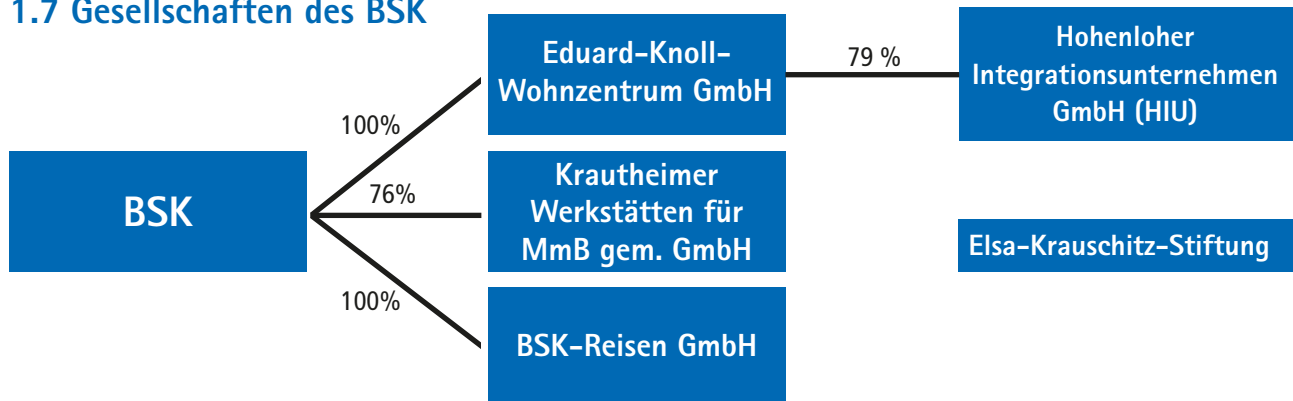 1.7 Gesellschaften des BSK
BSK
100%
76%
100%
Eduard-Knoll-
Wohnzentrum GmbH
79 %
Hohenloher
Integrationsunternehmen
GmbH (HIU)
Krautheimer
Werkstätten für
MmB gem. GmbH
Elsa-Krauschitz-Stiftung
BSK-Reisen GmbH